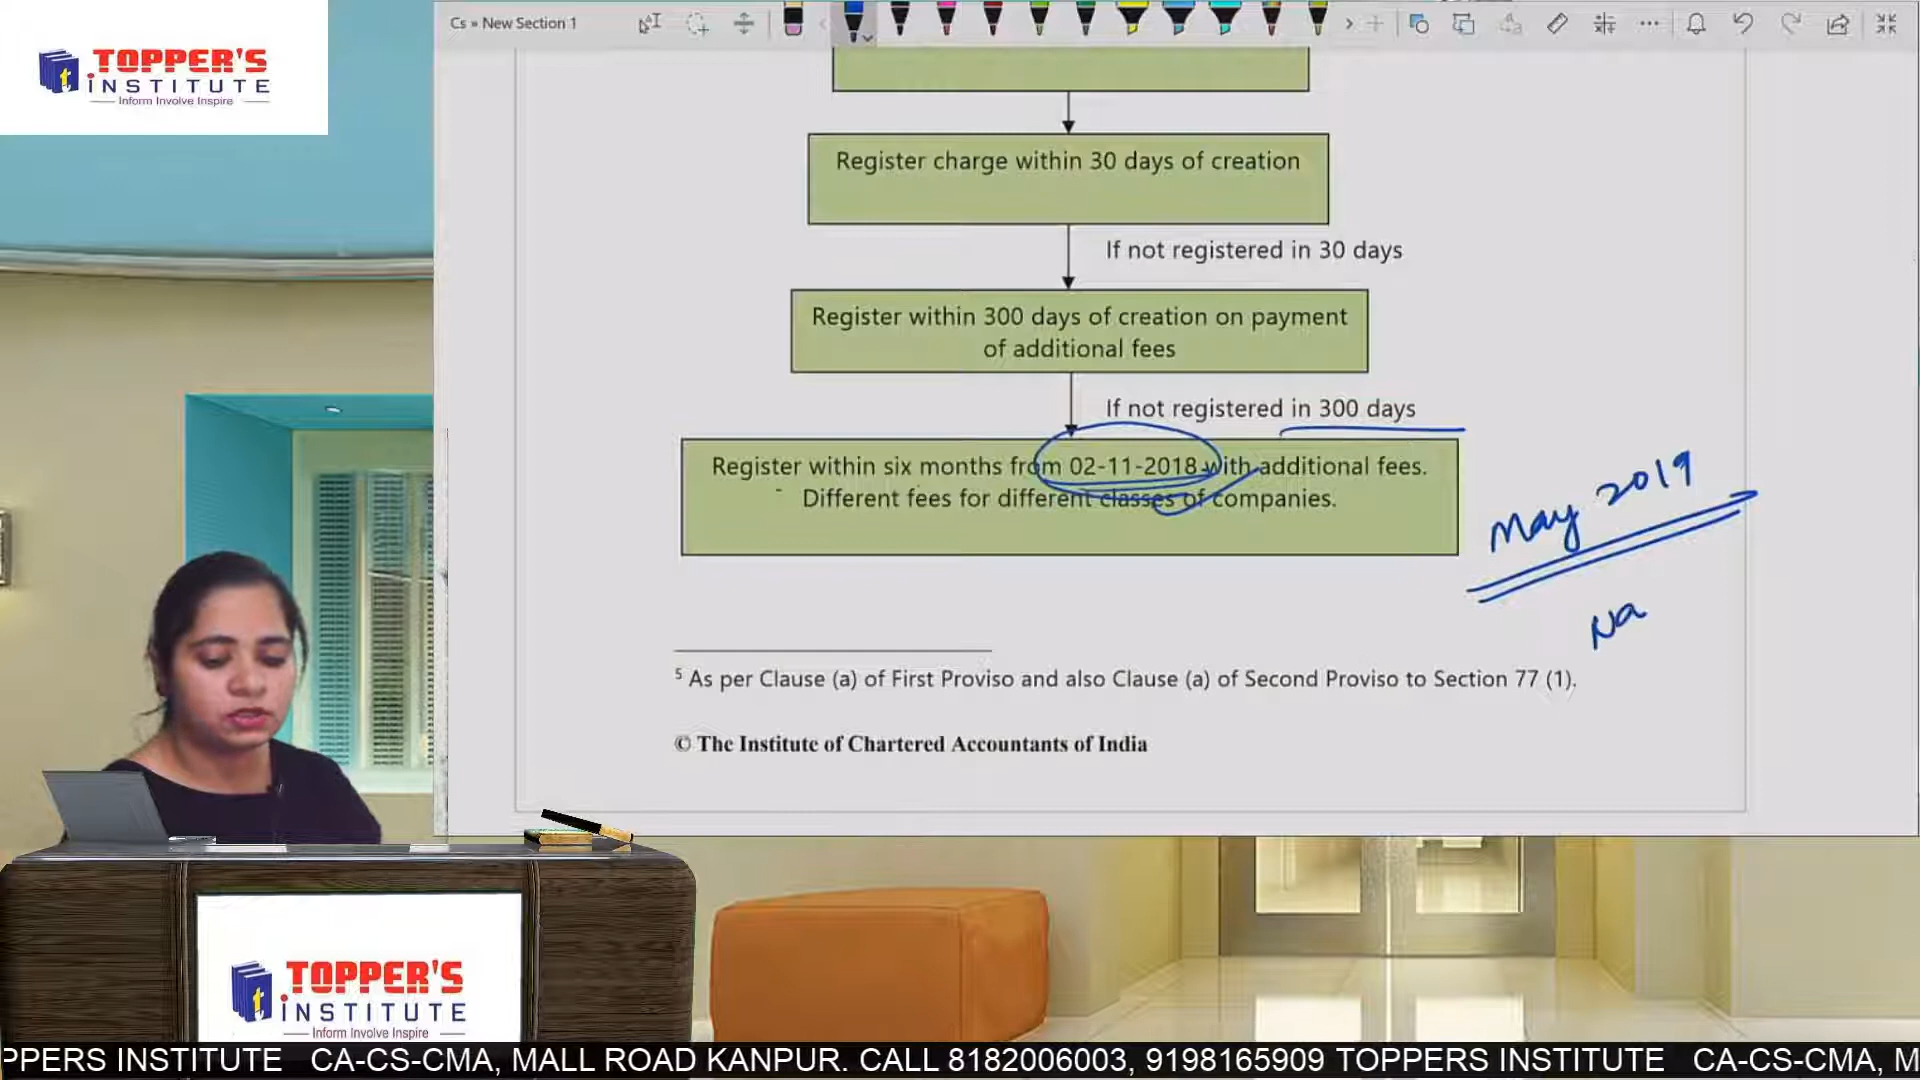 Cs » New Section 1
TOPPER'S
INSTITUTE
Inform Involve Inspire
Register charge within 30 days of creation
If not registered in 30 days
Register within 300 days of creation on payment
of additional fees
If not registered in 300 days
Register within six months from 02-11-2018 with additional fees.
Different fees for different classes of companies.
May 2019
Na
5 As per Clause (a) of First Proviso and also Clause (a) of Second Proviso to Section 77 (1).
© The Institute of Chartered Accountants of India
TOPPER'S
INSTITUTE
Inform Involve Inspire
PPERS INSTITUTE CA-CS-CMA, MALL ROAD KANPUR. CALL 8182006003, 9198165909 TOPPERS INSTITUTE CA-CS-CMA, M